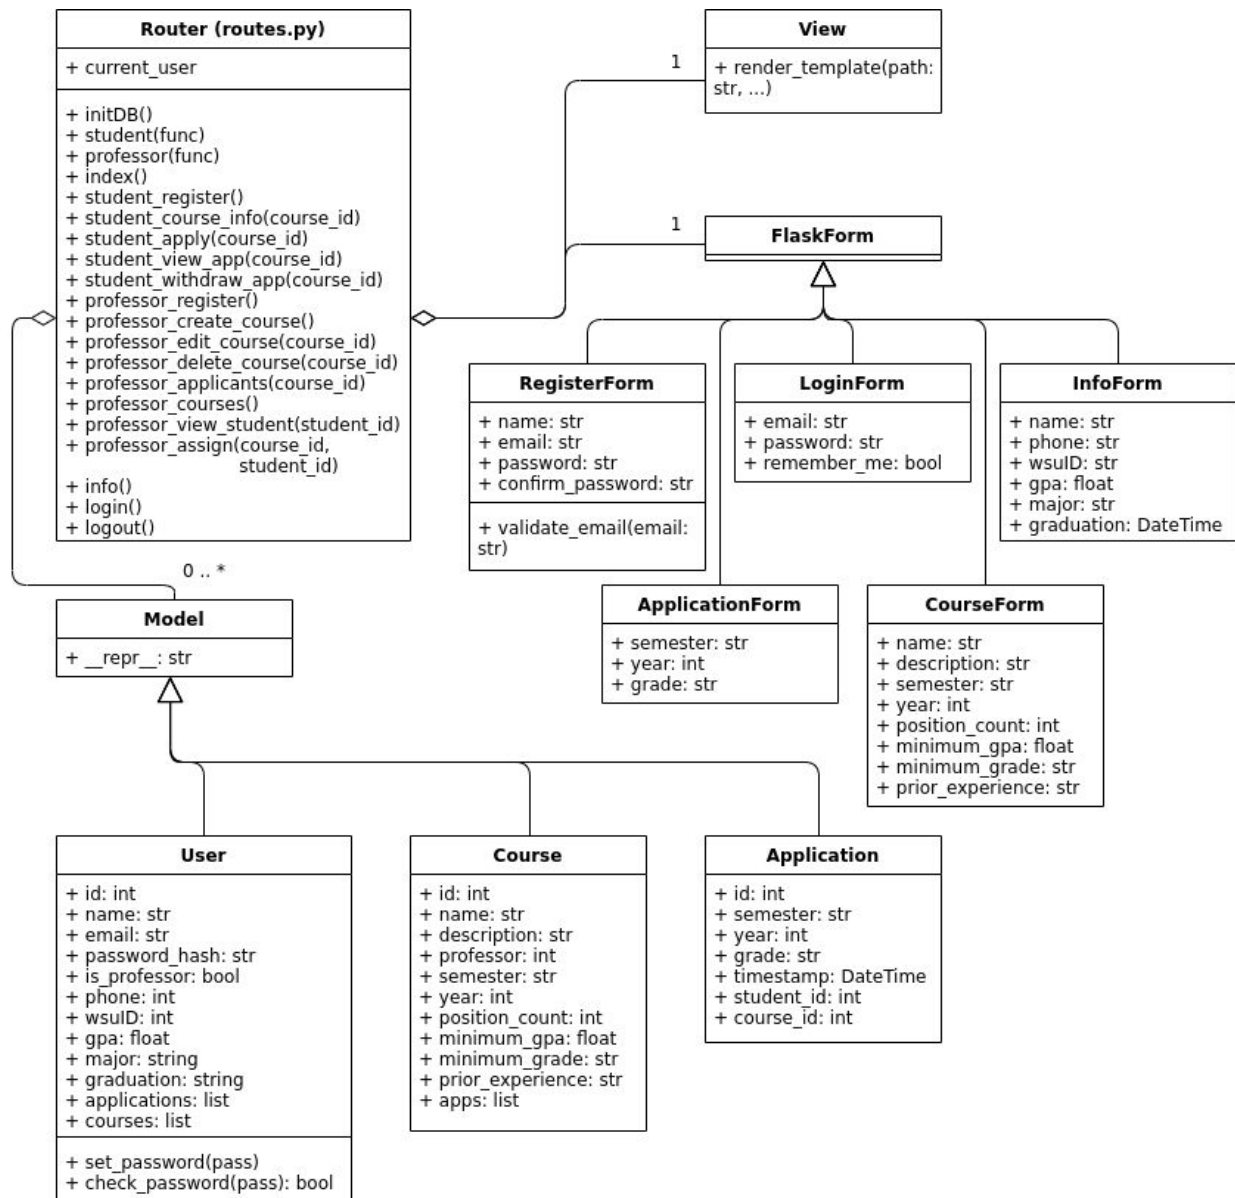 Router (routes.py)
+ current_user
+ initDB()
+ student(func)
+ professor(func)
+ index()
+ student_register()
+ student_course_info(course_id)
+ student_apply(course_id)
+ student_view_app(course_id)
+ student_withdraw_app(course_id)
+ professor_register()
+ professor_create_course()
+ professor_edit_course(course_id)
+ professor_delete_course(course_id)
+ professor_applicants(course_id)
+ professor_courses()
+ professor_view_student(student_id)
+ professor_assign(course_id,
student_id)
+ info()
+ login()
+ logout()
1
View
+ render_template(path:
str, ...)
1
FlaskForm
RegisterForm
+ name: str
+ email: str
+ password: str
+ confirm_password: str
+ validate_email(email:
str)
LoginForm
+ email: str
+ password: str
+ remember_me: bool
InfoForm
+ name: str
+ phone: str
+ wsuID: str
+ gpa: float
+ major: str
+ graduation: DateTime
ApplicationForm
+ semester: str
+ year: int
+ grade: str
CourseForm
+ name: str
+ description: str
+ semester: str
+ year: int
+ position_count: int
+ minimum_gpa: float
+ minimum_grade: str
+ prior_experience: str
0 .. *
Model
+ __repr__: str
User
+ id: int
+ name: str
+ email: str
+ password_hash: str
+ is_professor: bool
+ phone: int
+ wsuID: int
+ gpa: float
+ major: string
+ graduation: string
+ applications: list
+ courses: list
+ set_password(pass)
+ check_password(pass): bool
Course
+ id: int
+ name: str
+ description: str
+ professor: int
+ semester: str
+ year: int
+ position_count: int
+ minimum_gpa: float
+ minimum_grade: str
+ prior_experience: str
+ apps: list
Application
+ id: int
+ semester: str
+ year: int
+ grade: str
+ timestamp: DateTime
+ student_id: int
+ course_id: int